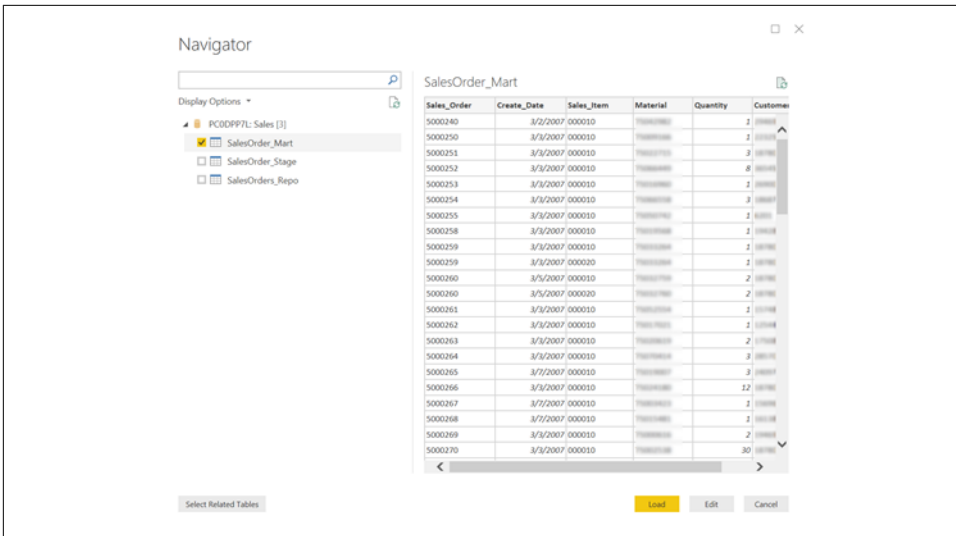 Navigator
Display Options
PC0DPP7L: Sales [3]
SalesOrder_Mart
SalesOrder_Stage
SalesOrders_Repo
SalesOrder_Mart
Sales_Order Create_Date Sales_Item Material Quantity Customer
5000240 3/2/2007 000010 1
5000250 3/3/2007 000010 1
5000251 3/3/2007 000010 3
5000252 3/3/2007 000010 8
5000253 3/3/2007 000010 1
5000254 3/3/2007 000010 3
5000255 3/3/2007 000010 1
5000258 3/3/2007 000010 1
5000259 3/3/2007 000010 1
5000259 3/3/2007 000020 1
5000260 3/5/2007 000010 2
5000260 3/5/2007 000020 2
5000261 3/3/2007 000010 1
5000262 3/3/2007 000010 1
5000263 3/3/2007 000010 2
5000264 3/3/2007 000010 3
5000265 3/7/2007 000010 3
5000266 3/3/2007 000010 12
5000267 3/7/2007 000010 1
5000268 3/7/2007 000010 1
5000269 3/3/2007 000010 2
5000270 3/3/2007 000010 30
Select Related Tables
Load Edit Cancel